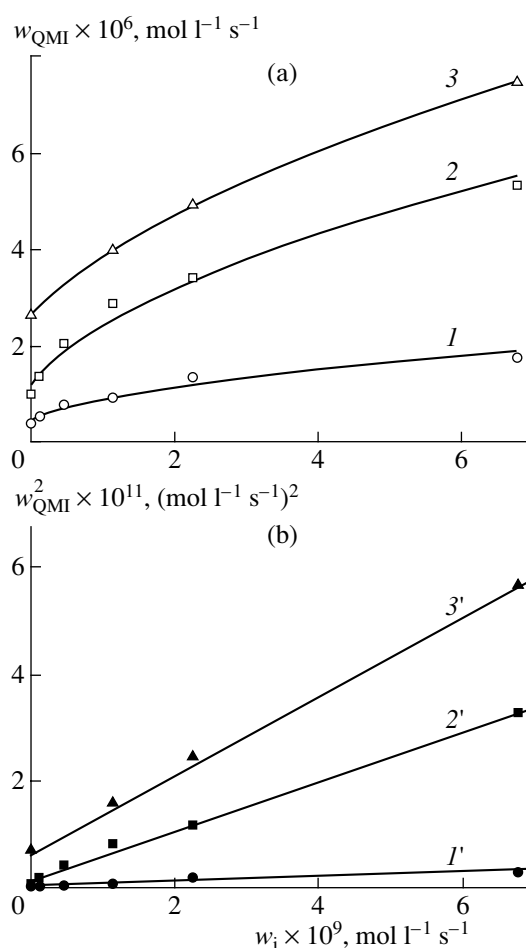 w_QMI × 10⁶, mol l⁻¹ s⁻¹
(a)
3
6
2
4
2
1
0 2 4 6
w²_QMI × 10¹¹, (mol l⁻¹ s⁻¹)²
(b)
6
3'
4
2'
2
1'
0 2 4 6
w_i × 10⁹, mol l⁻¹ s⁻¹